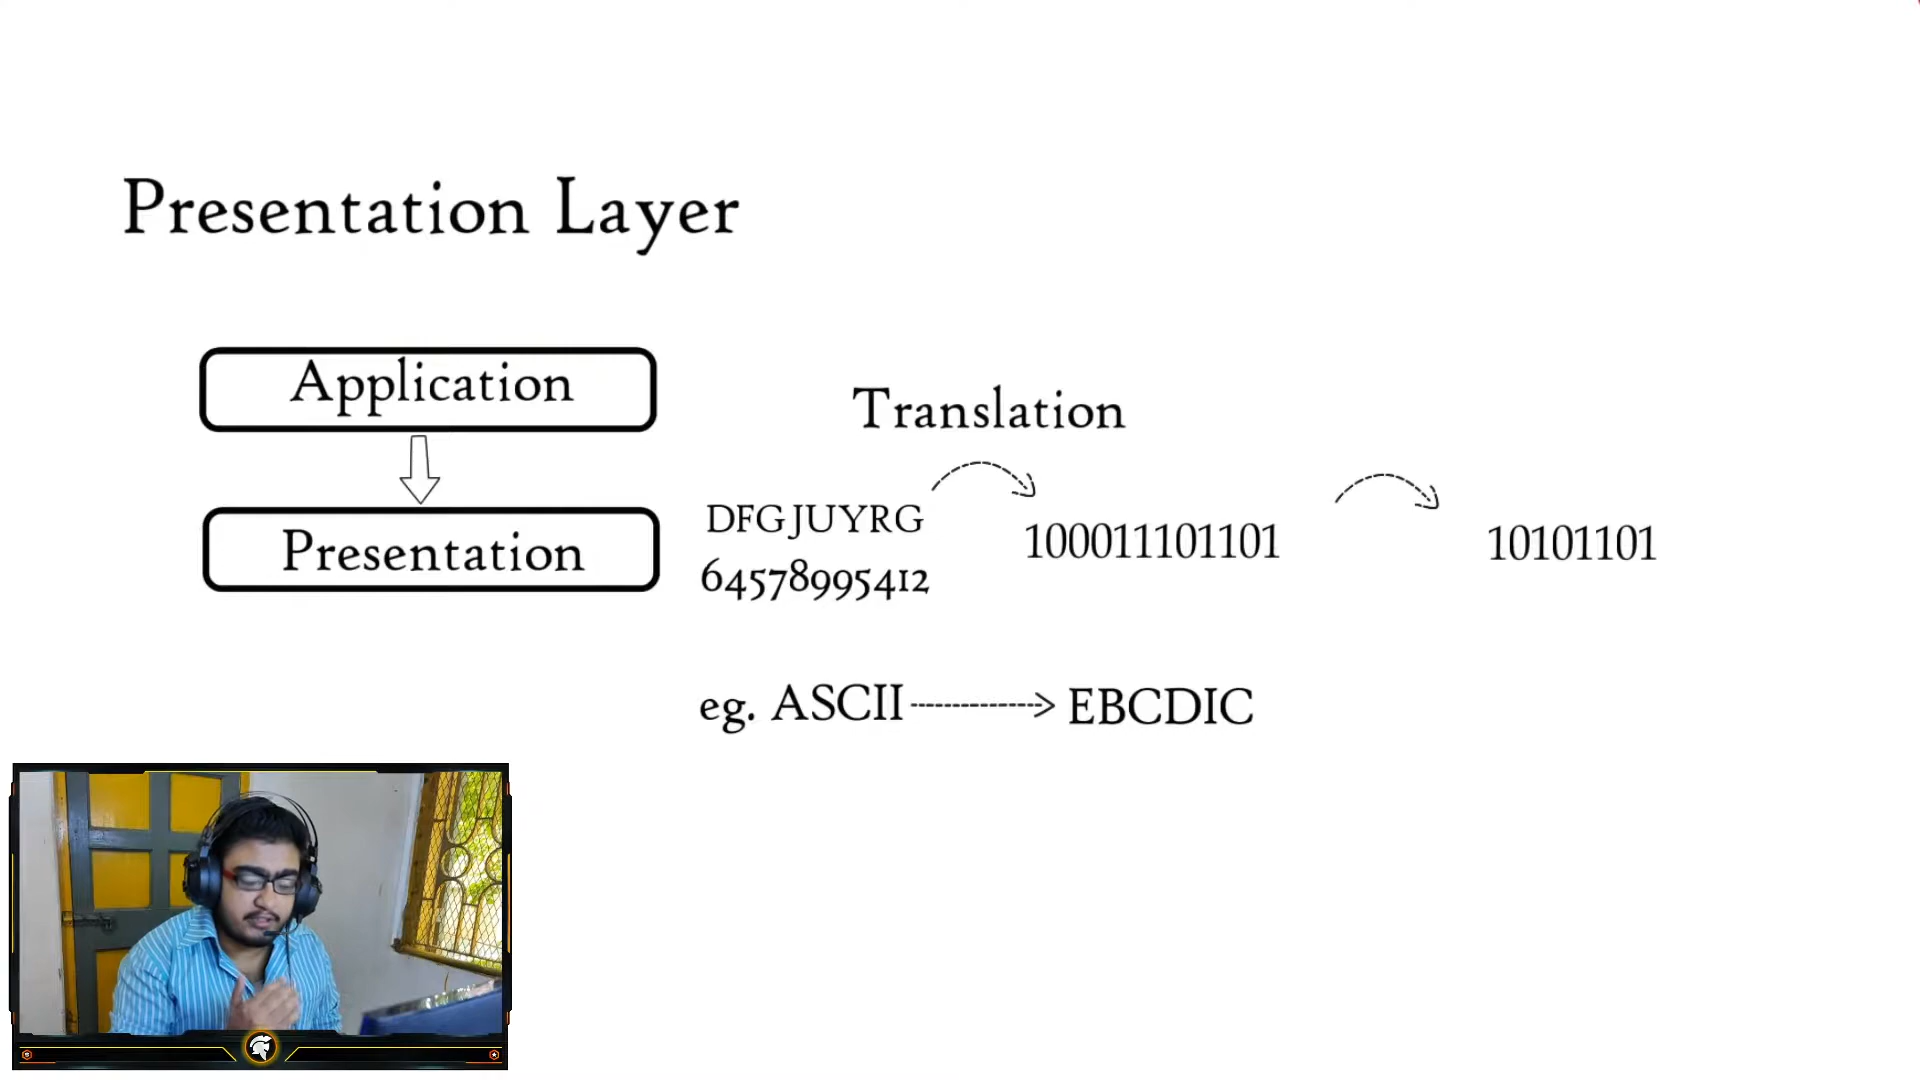 Presentation Layer
Application
Translation
Presentation
DFGJUYRG
64578995412
100011101101
10101101
eg. ASCII
EBCDIC